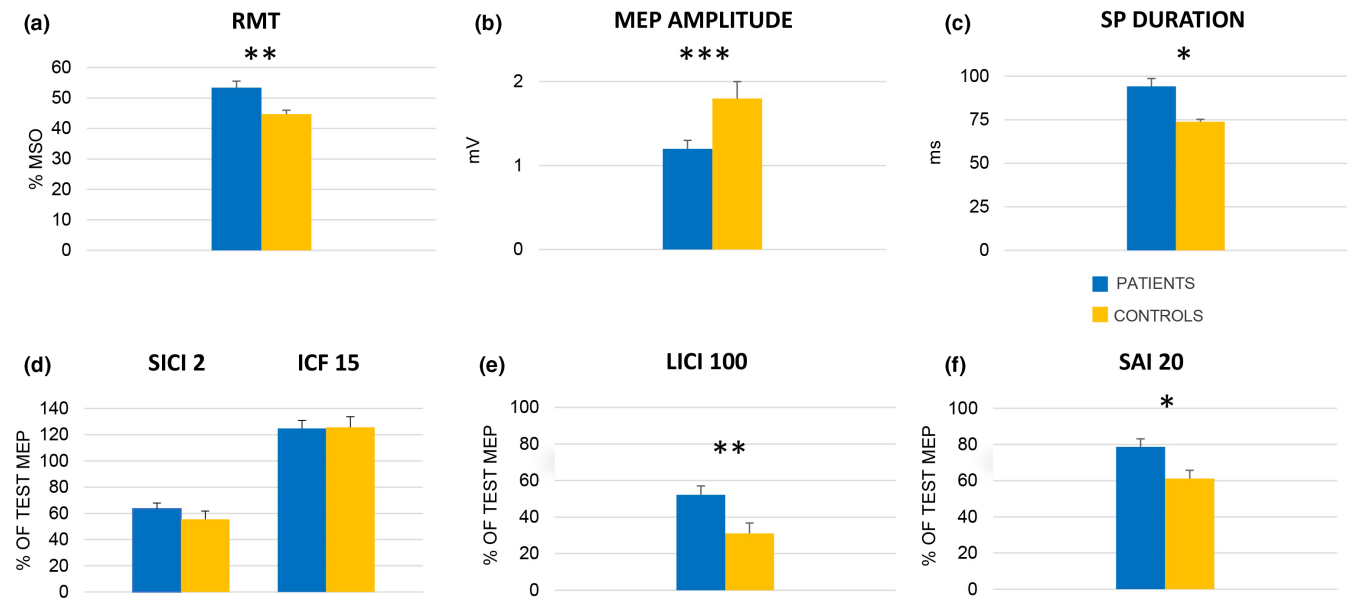 (a)
RMT
**
% MSO
60
50
40
30
20
10
0
(b)
MEP AMPLITUDE
***
mV
2
1
0
(c)
SP DURATION
*
ms
100
75
50
25
0
PATIENTS
CONTROLS
(d)
SICI 2
ICF 15
% OF TEST MEP
140
120
100
80
60
40
20
0
(e)
LICI 100
**
% OF TEST MEP
100
80
60
40
20
0
(f)
SAI 20
*
% OF TEST MEP
100
80
60
40
20
0